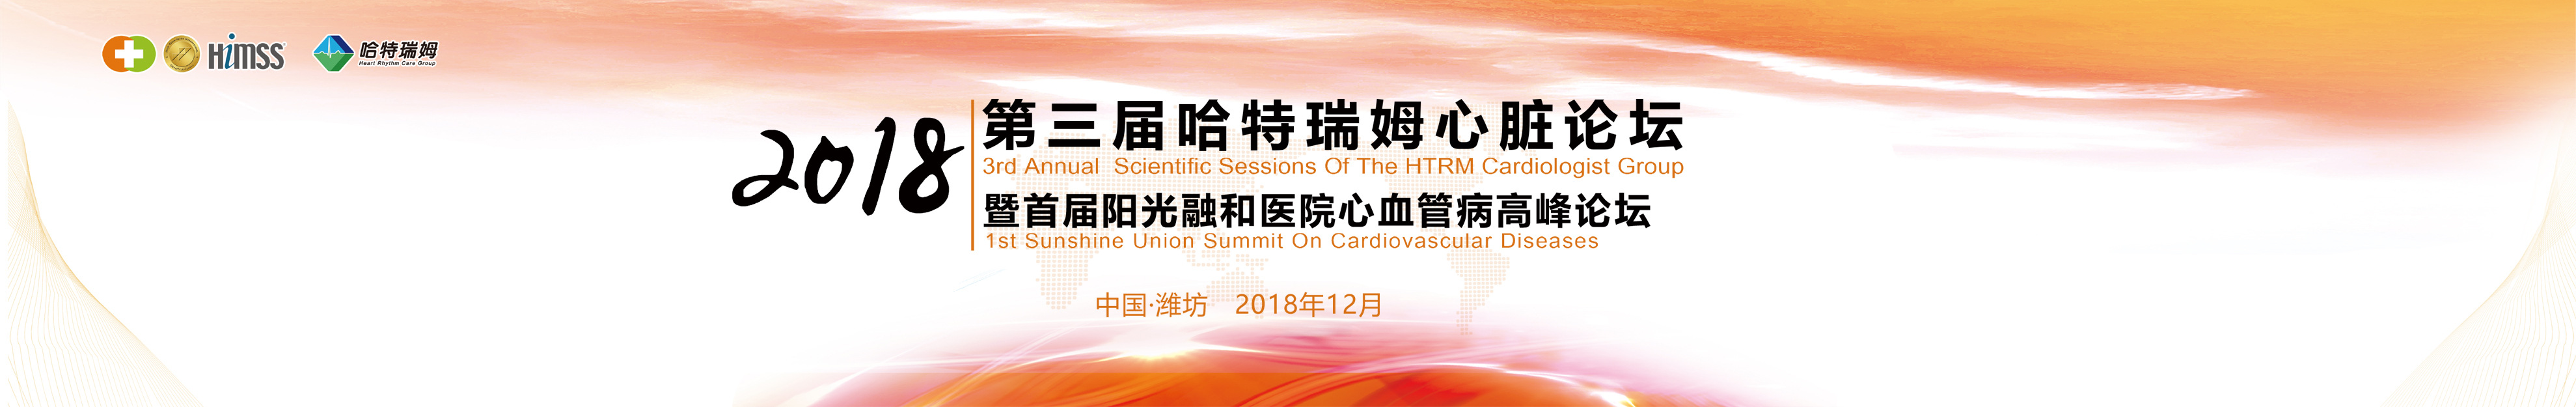 HiMSS
哈特瑞姆
Heart Rhythm Care Group
2018
第三届哈特瑞姆心脏论坛
3rd Annual Scientific Sessions Of The HTRM Cardiologist Group
暨首届阳光融和医院心血管病高峰论坛
1st Sunshine Union Summit On Cardiovascular Diseases
中国·潍坊 2018年12月